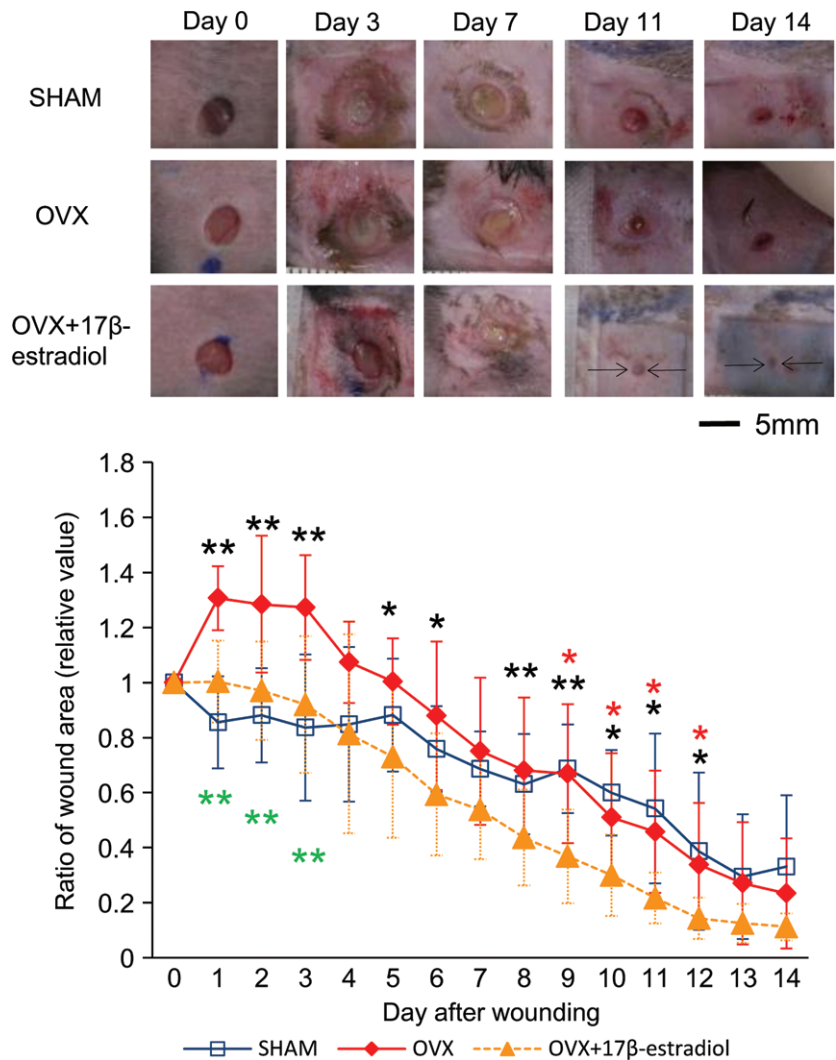 Day 0 Day 3 Day 7 Day 11 Day 14
SHAM
OVX
OVX+17β-
estradiol
5mm
Ratio of wound area (relative value)
1.8
1.6
1.4
1.2
1
0.8
0.6
0.4
0.2
0
** ** **
* *
** **
* * * *
* * *
** ** **
0 1 2 3 4 5 6 7 8 9 10 11 12 13 14
Day after wounding
SHAM OVX OVX+17β-estradiol